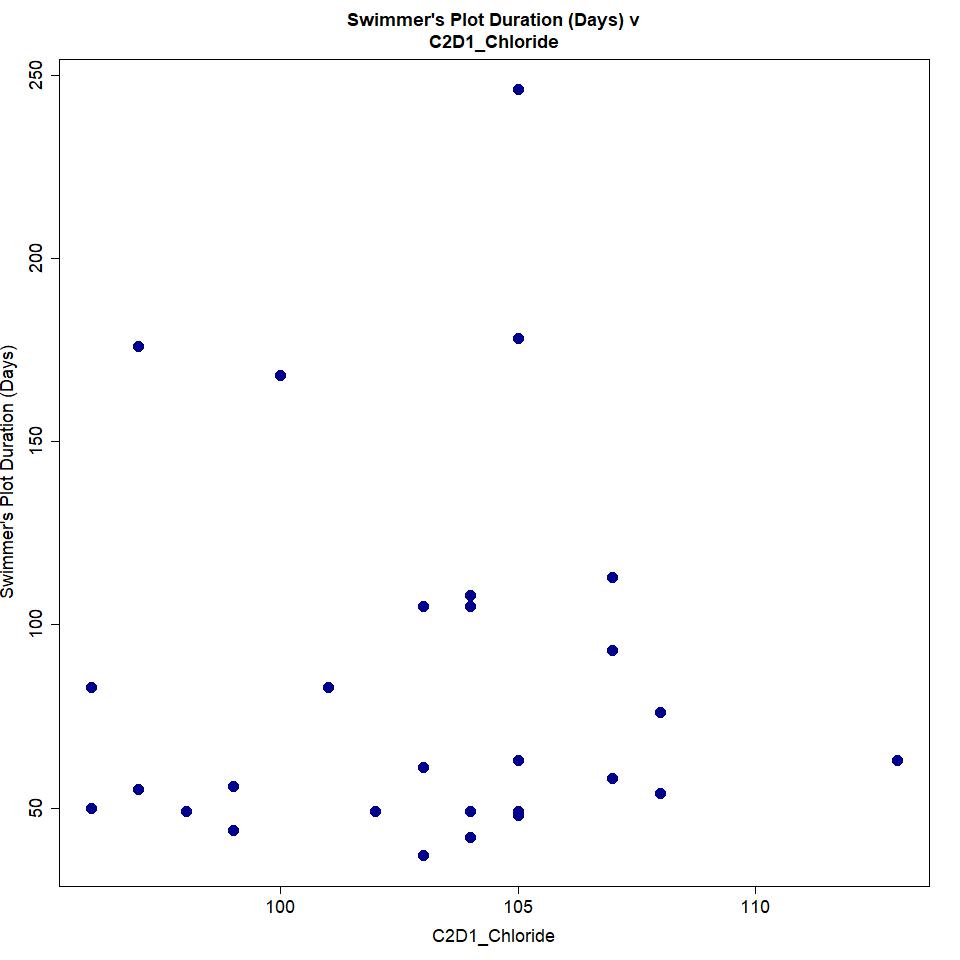 Swimmer's Plot Duration (Days) v
C2D1_Chloride
Swimmer's Plot Duration (Days)
250
200
150
100
50
100
105
110
C2D1_Chloride